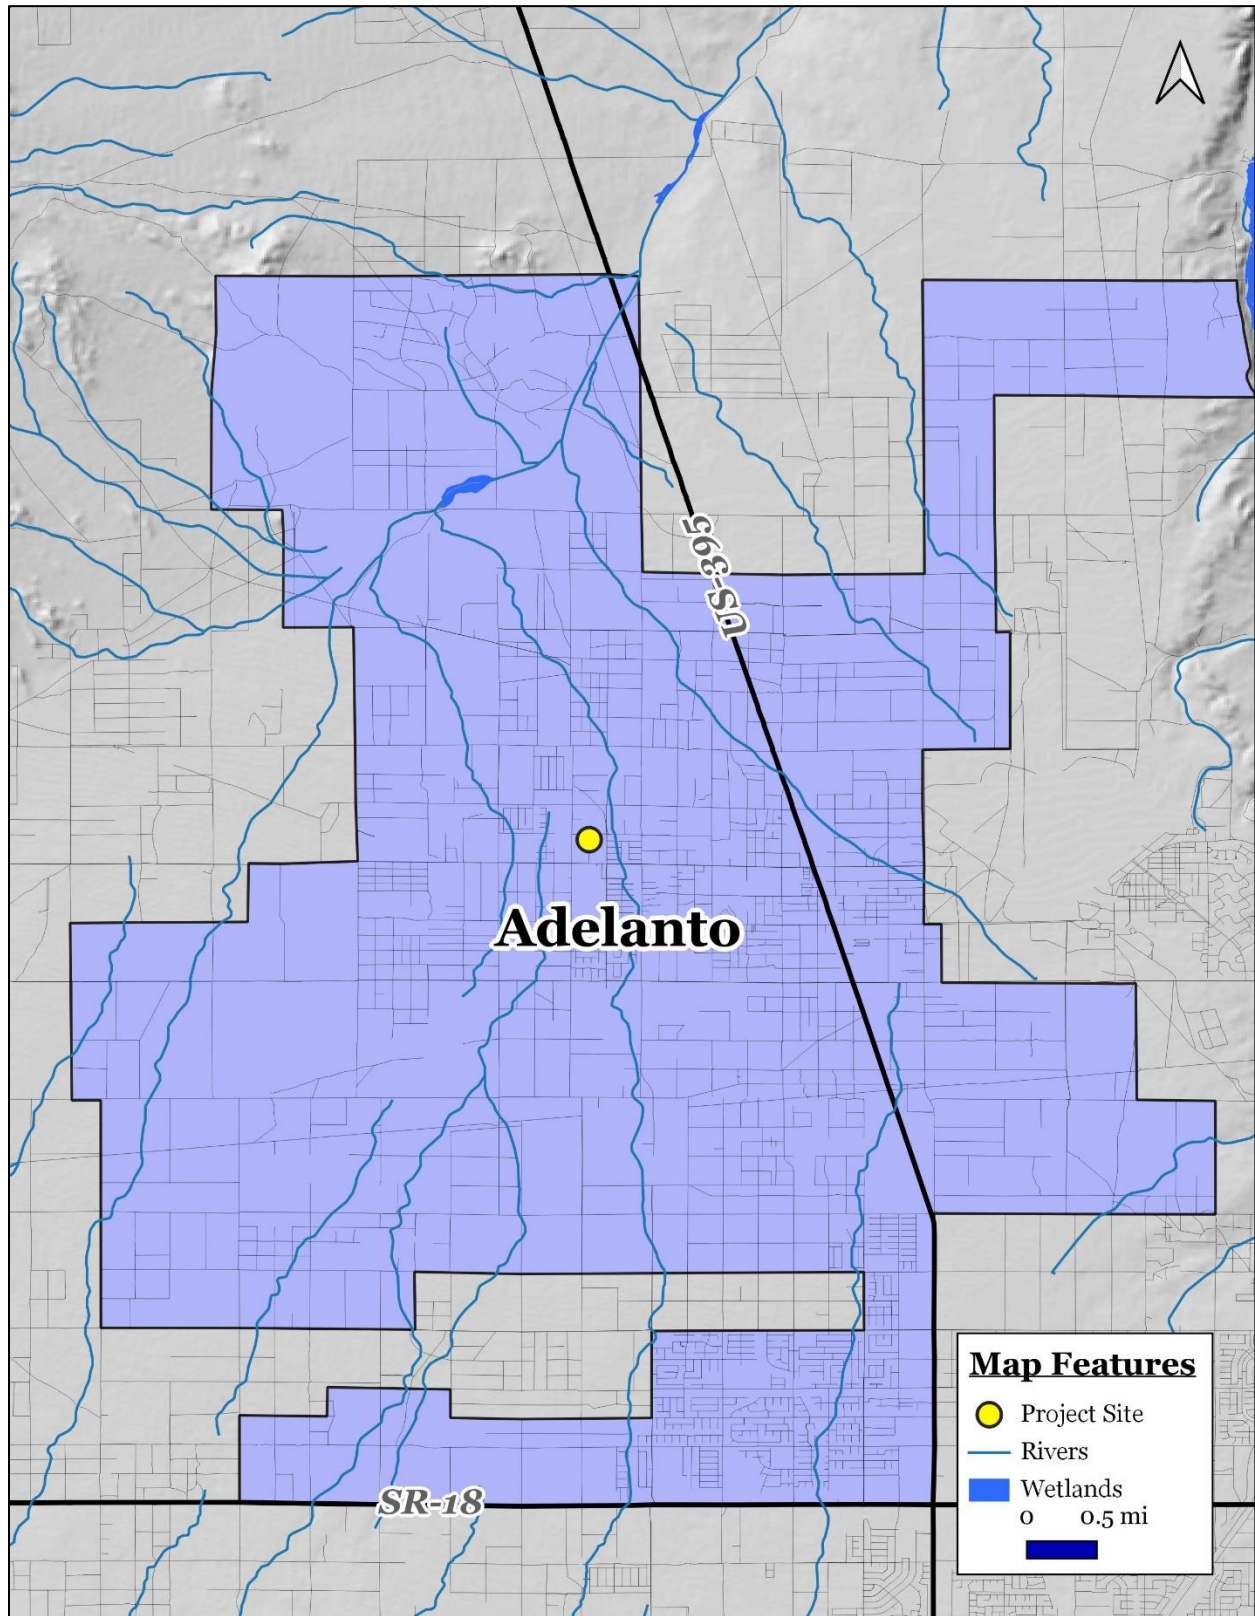 US-395
Adelanto
SR-18
Map Features
Project Site
Rivers
Wetlands
0 0.5 mi